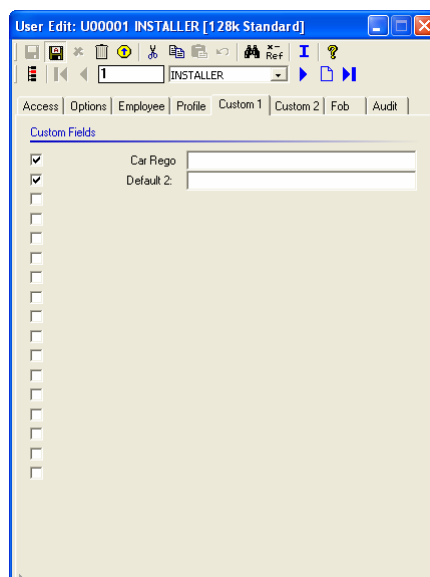 User Edit: U00001 INSTALLER [128k Standard]
x= Ref I ?
1 INSTALLER
Access Options Employee Profile Custom 1 Custom 2 Fob Audit
Custom Fields
Car Rego
Default 2: